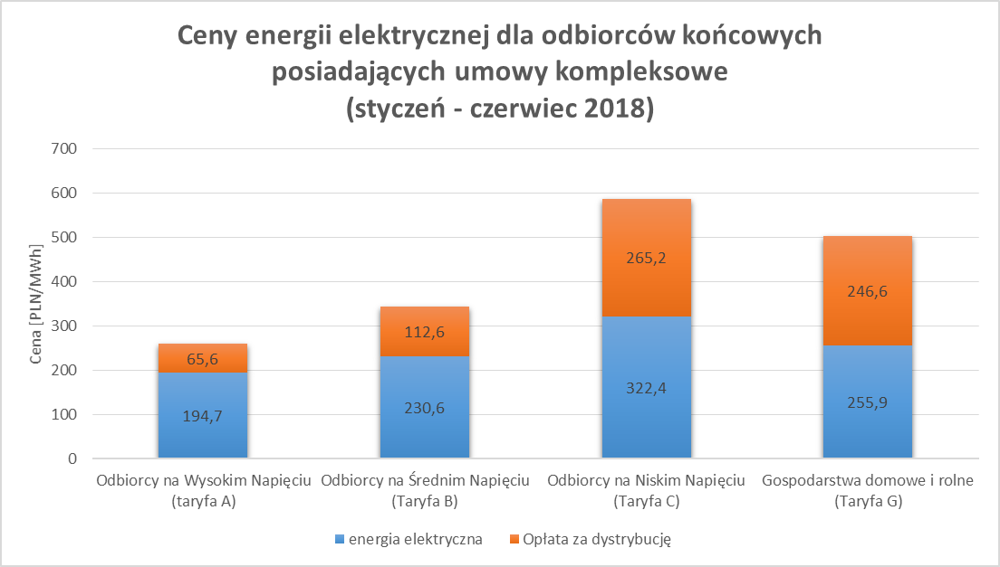 Ceny energii elektrycznej dla odbiorców końcowych
posiadających umowy kompleksowe
(styczeń - czerwiec 2018)
Cena [PLN/MWh]
700
600
500
400
300
200
100
0
65,6
194,7
112,6
230,6
265,2
322,4
246,6
255,9
Odbiorcy na Wysokim Napięciu
(taryfa A)
Odbiorcy na Średnim Napięciu
(Taryfa B)
Odbiorcy na Niskim Napięciu
(Taryfa C)
Gospodarstwa domowe i rolne
(Taryfa G)
energia elektryczna
Opłata za dystrybucję